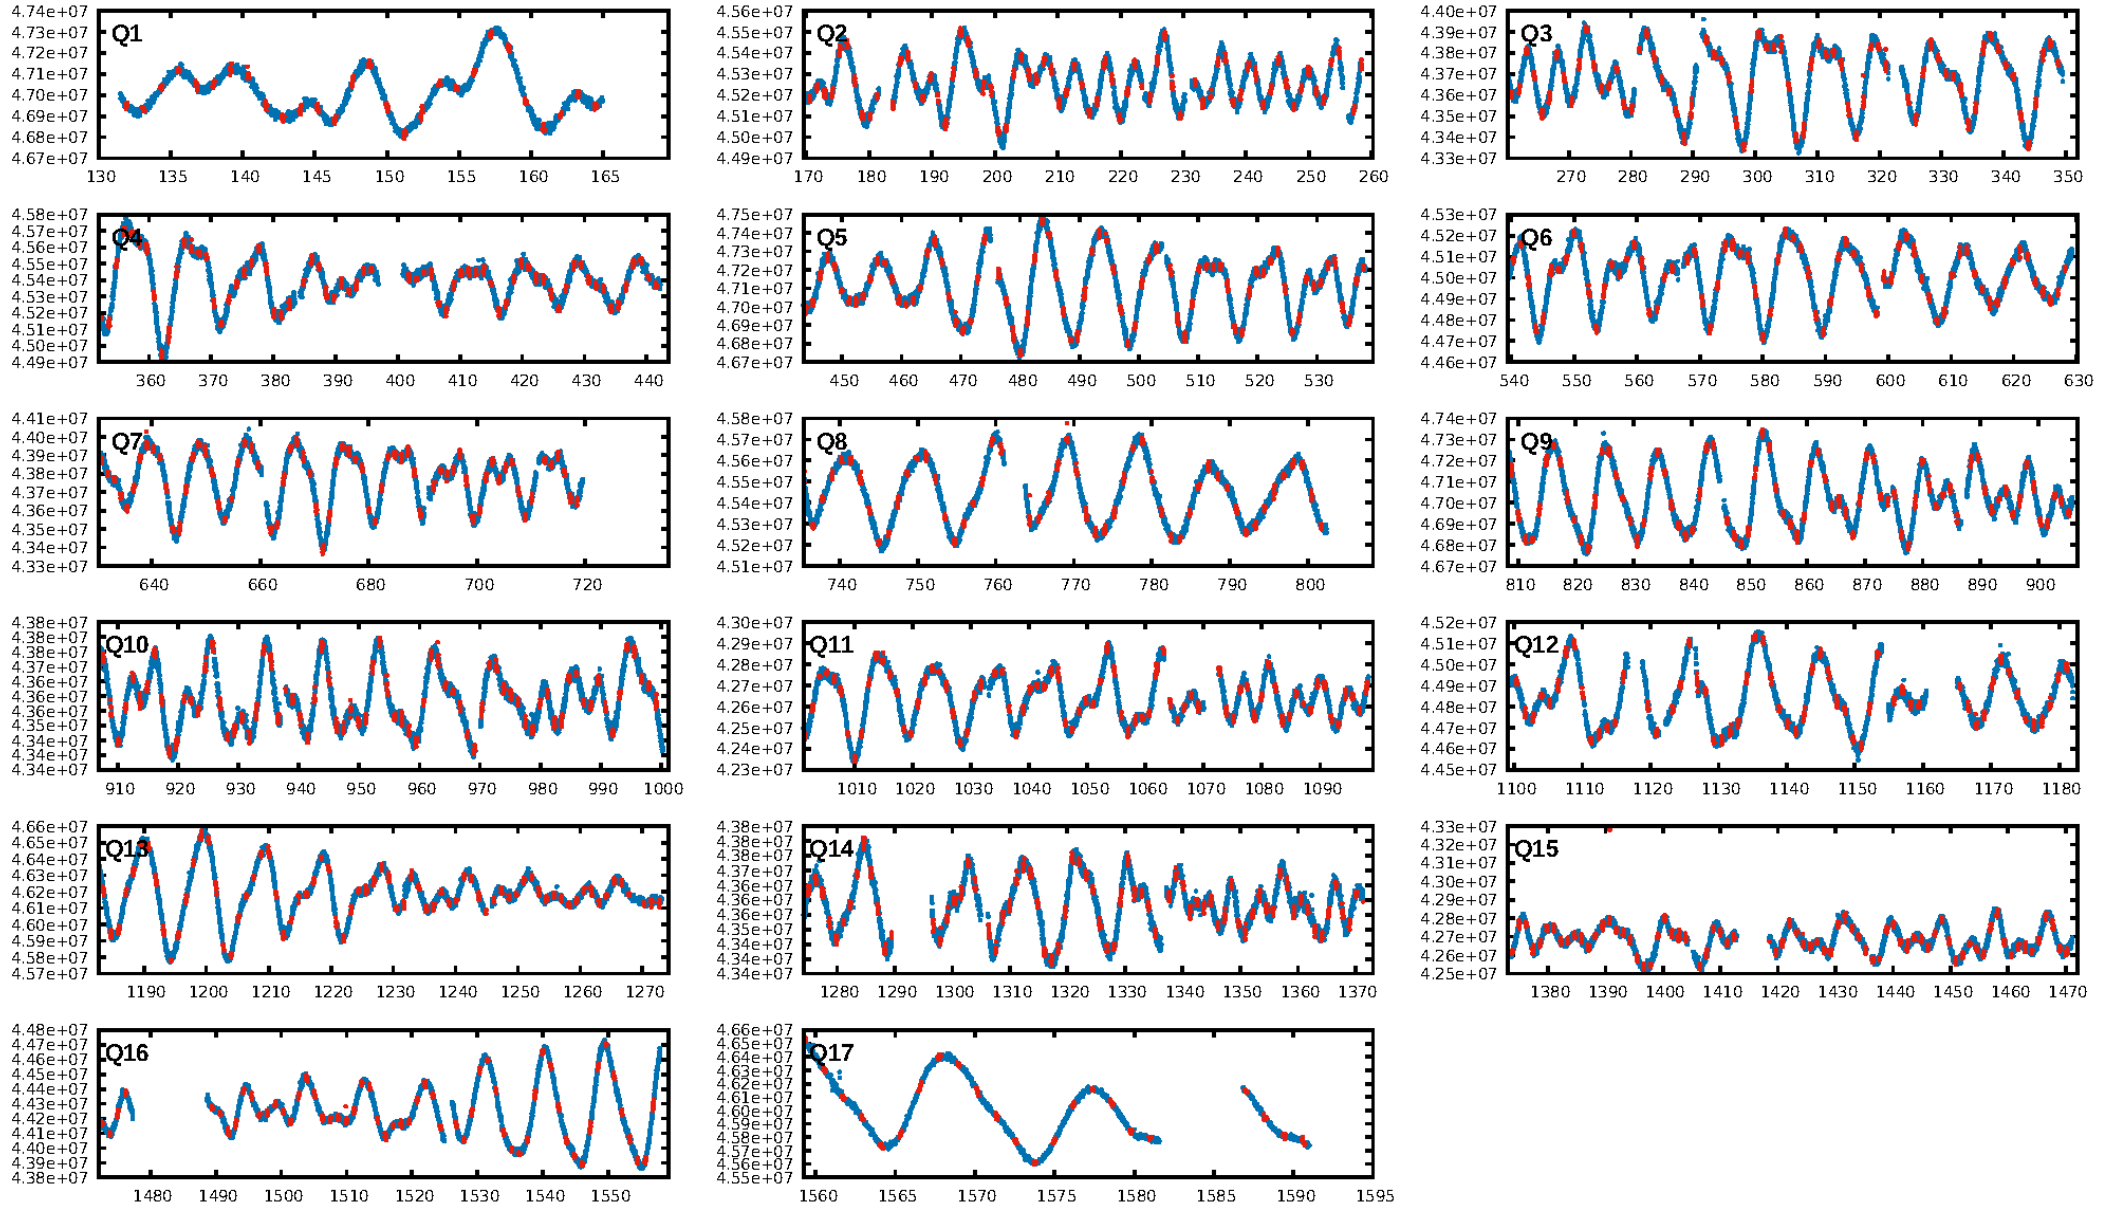 4.74e+07
4.73e+07
4.72e+07
4.71e+07
4.70e+07
4.69e+07
4.68e+07
4.67e+07
Q1
130 135 140 145 150 155 160 165
4.56e+07
4.55e+07
4.54e+07
4.53e+07
4.52e+07
4.51e+07
4.50e+07
4.49e+07
Q2
170 180 190 200 210 220 230 240 250 260
4.40e+07
4.39e+07
4.38e+07
4.37e+07
4.36e+07
4.35e+07
4.34e+07
4.33e+07
Q3
270 280 290 300 310 320 330 340 350
4.58e+07
4.57e+07
4.56e+07
4.55e+07
4.54e+07
4.53e+07
4.52e+07
4.51e+07
4.50e+07
4.49e+07
Q4
360 370 380 390 400 410 420 430 440
4.75e+07
4.74e+07
4.73e+07
4.72e+07
4.71e+07
4.70e+07
4.69e+07
4.68e+07
4.67e+07
Q5
450 460 470 480 490 500 510 520 530
4.53e+07
4.52e+07
4.51e+07
4.50e+07
4.49e+07
4.48e+07
4.47e+07
4.46e+07
Q6
540 550 560 570 580 590 600 610 620 630
4.41e+07
4.40e+07
4.39e+07
4.38e+07
4.37e+07
4.36e+07
4.35e+07
4.34e+07
4.33e+07
Q7
640 660 680 700 720
4.58e+07
4.57e+07
4.56e+07
4.55e+07
4.54e+07
4.53e+07
4.52e+07
4.51e+07
Q8
740 750 760 770 780 790 800
4.74e+07
4.73e+07
4.72e+07
4.71e+07
4.70e+07
4.69e+07
4.68e+07
4.67e+07
Q9
810 820 830 840 850 860 870 880 890 900
4.38e+07
4.38e+07
4.38e+07
4.37e+07
4.36e+07
4.36e+07
4.36e+07
4.35e+07
4.34e+07
4.34e+07
4.34e+07
Q10
910 920 930 940 950 960 970 980 990 1000
4.30e+07
4.29e+07
4.28e+07
4.27e+07
4.26e+07
4.25e+07
4.24e+07
4.23e+07
Q11
1010 1020 1030 1040 1050 1060 1070 1080 1090
4.52e+07
4.51e+07
4.50e+07
4.49e+07
4.48e+07
4.47e+07
4.46e+07
4.45e+07
Q12
1100 1110 1120 1130 1140 1150 1160 1170 1180
4.66e+07
4.65e+07
4.64e+07
4.63e+07
4.62e+07
4.61e+07
4.60e+07
4.59e+07
4.58e+07
4.57e+07
Q13
1190 1200 1210 1220 1230 1240 1250 1260 1270
4.38e+07
4.38e+07
4.38e+07
4.37e+07
4.36e+07
4.36e+07
4.36e+07
4.35e+07
4.34e+07
4.34e+07
4.34e+07
Q14
1280 1290 1300 1310 1320 1330 1340 1350 1360 1370
4.33e+07
4.32e+07
4.31e+07
4.30e+07
4.29e+07
4.28e+07
4.27e+07
4.26e+07
4.25e+07
Q15
1380 1390 1400 1410 1420 1430 1440 1450 1460 1470
4.48e+07
4.47e+07
4.46e+07
4.45e+07
4.44e+07
4.43e+07
4.42e+07
4.41e+07
4.40e+07
4.39e+07
4.38e+07
Q16
1480 1490 1500 1510 1520 1530 1540 1550
4.66e+07
4.65e+07
4.64e+07
4.63e+07
4.62e+07
4.61e+07
4.60e+07
4.59e+07
4.58e+07
4.57e+07
4.56e+07
4.55e+07
Q17
1560 1565 1570 1575 1580 1585 1590 1595